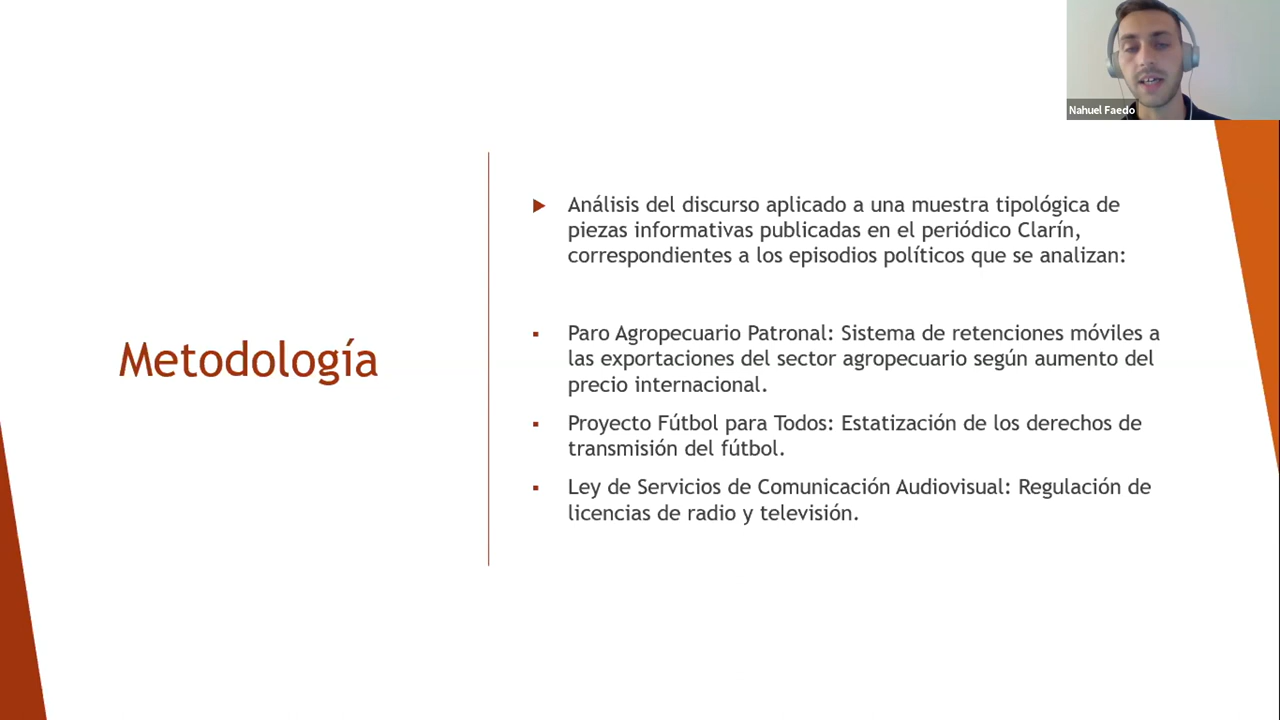 Nahuel Faedo
Metodología
Análisis del discurso aplicado a una muestra tipológica de
piezas informativas publicadas en el periódico Clarín,
correspondientes a los episodios políticos que se analizan:
Paro Agropecuario Patronal: Sistema de retenciones móviles a
las exportaciones del sector agropecuario según aumento del
precio internacional.
Proyecto Fútbol para Todos: Estatización de los derechos de
transmisión del fútbol.
Ley de Servicios de Comunicación Audiovisual: Regulación de
licencias de radio y televisión.